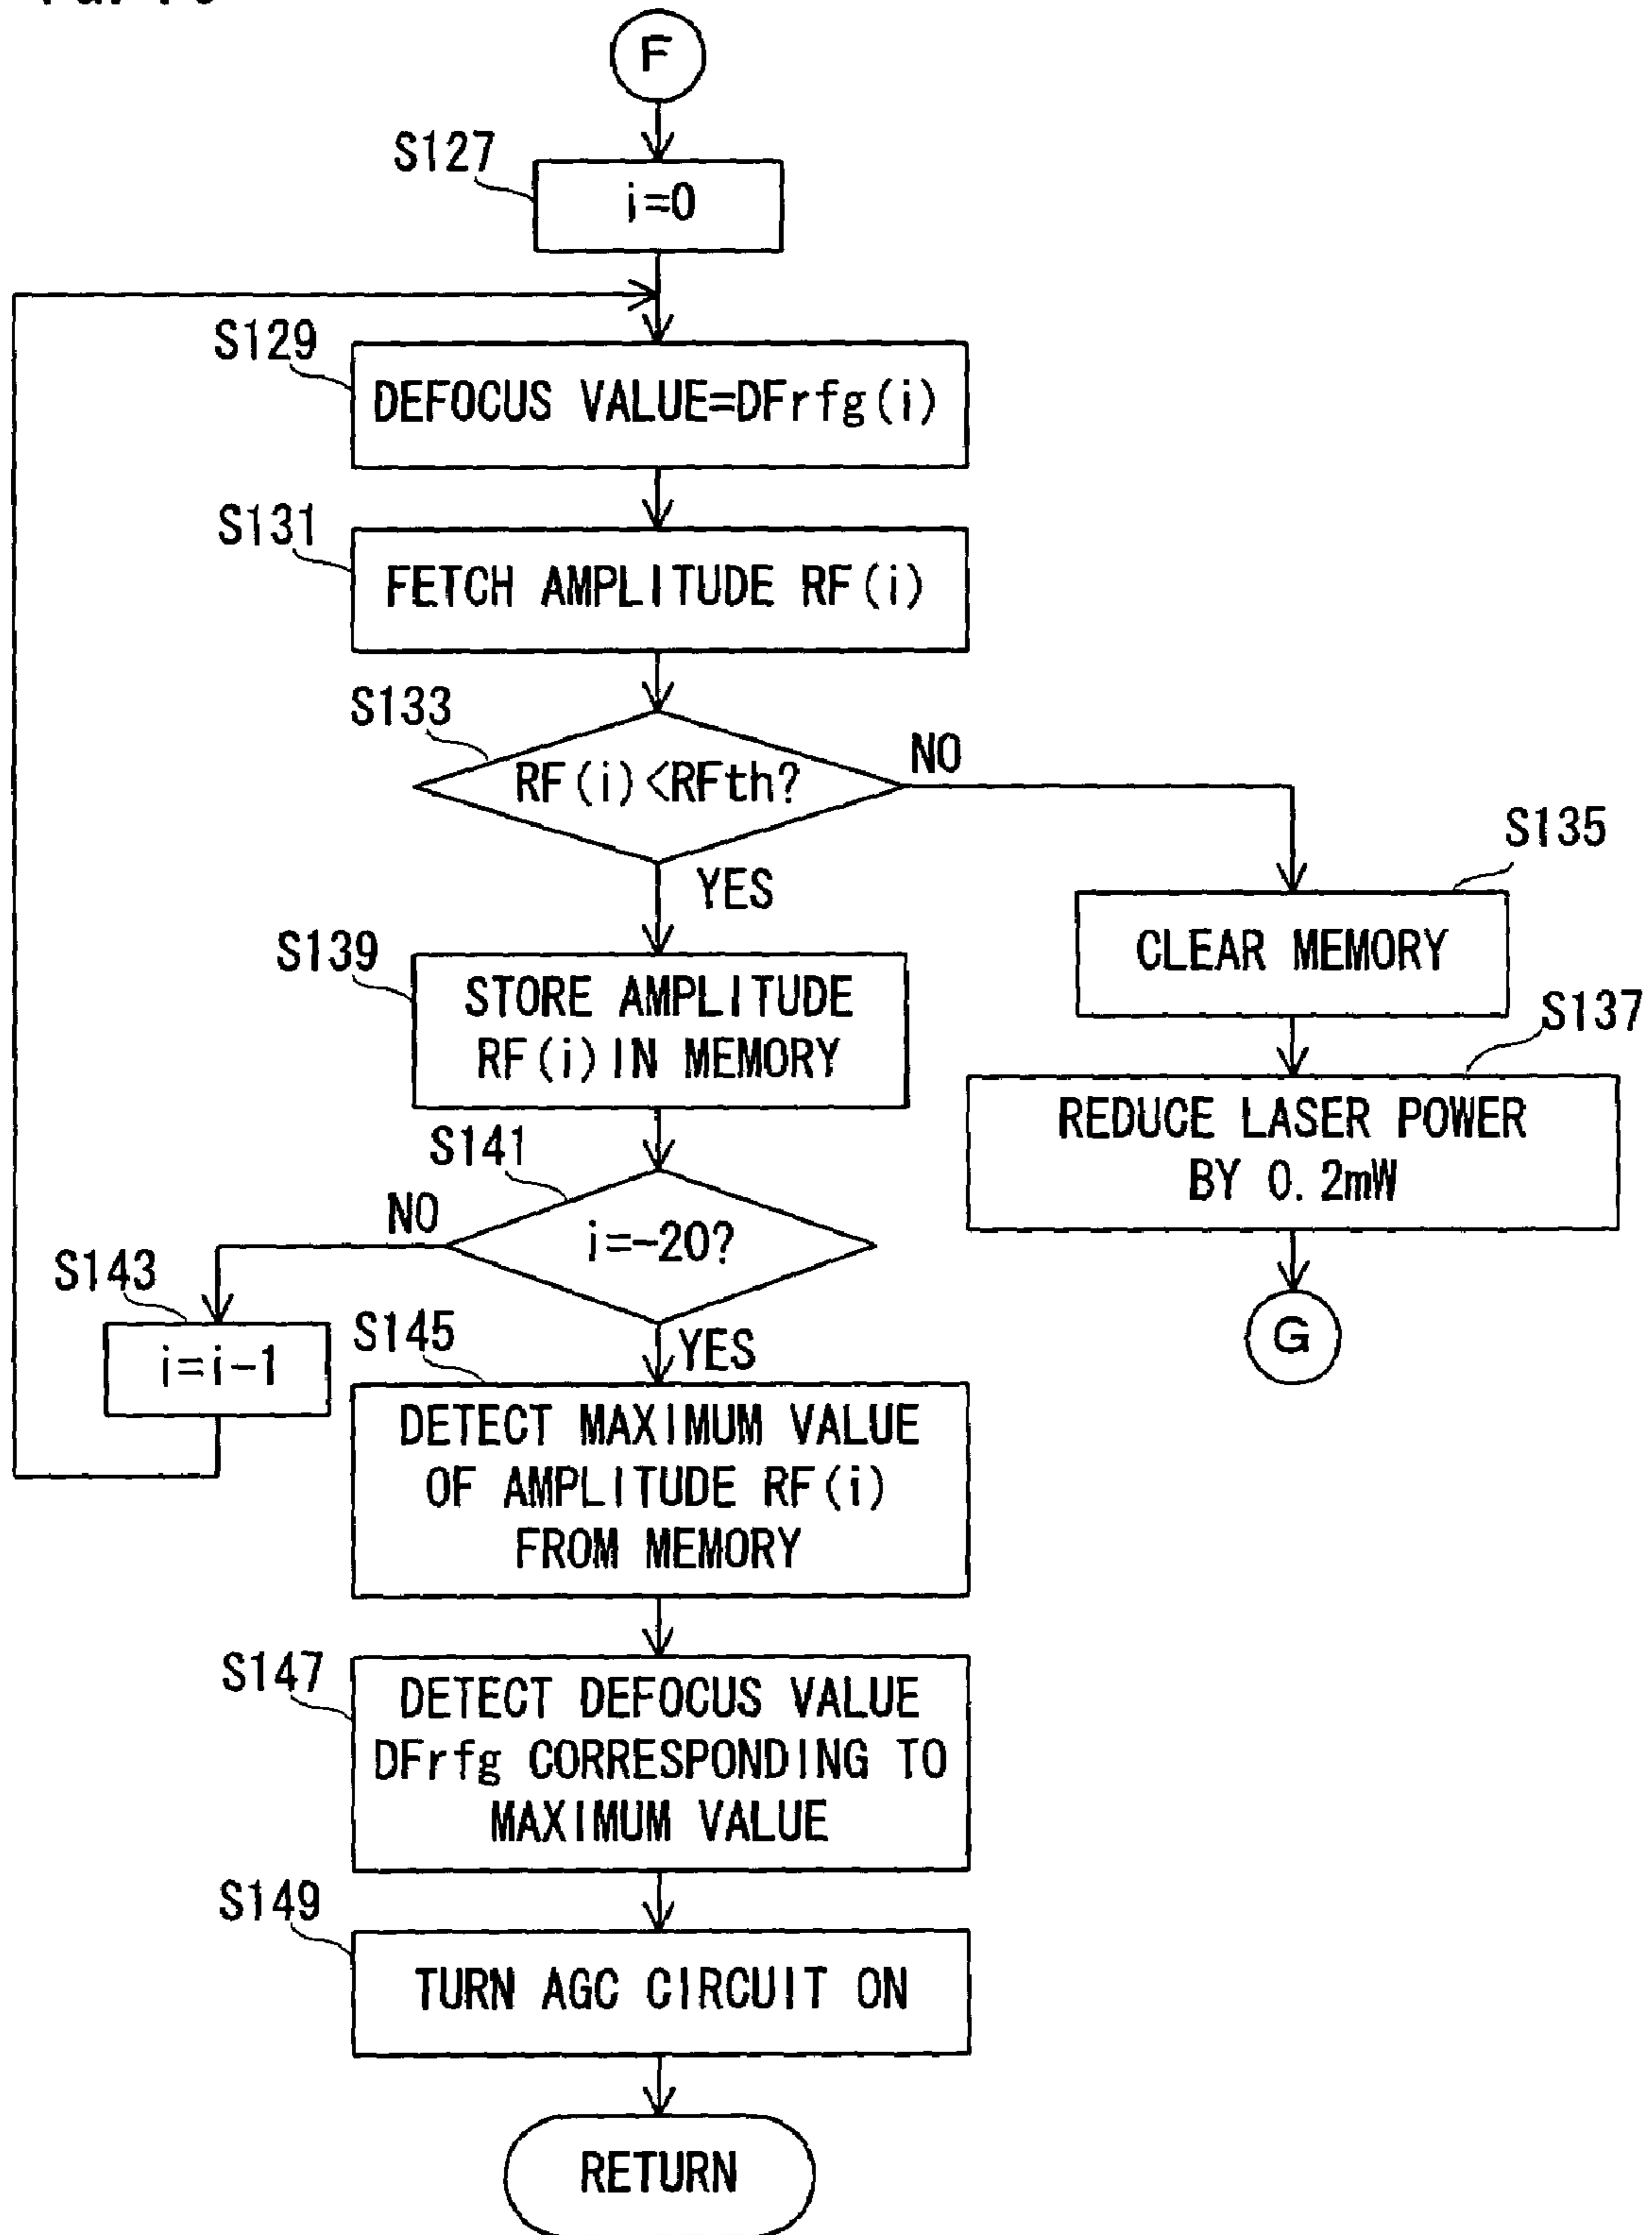 F
S127
i=0
S129
DEFOCUS VALUE=DFrfg(i)
S131
FETCH AMPLITUDE RF(i)
S133
RF(i)<RFth?
NO
YES
S135
CLEAR MEMORY
S137
REDUCE LASER POWER
BY 0.2mW
G
S139
STORE AMPLITUDE
RF(i)IN MEMORY
S141
NO
i=-20?
YES
S143
i=i-1
S145
DETECT MAXIMUM VALUE
OF AMPLITUDE RF(i)
FROM MEMORY
S147
DETECT DEFOCUS VALUE
DFrfg CORRESPONDING TO
MAXIMUM VALUE
S149
TURN AGC CIRCUIT ON
RETURN